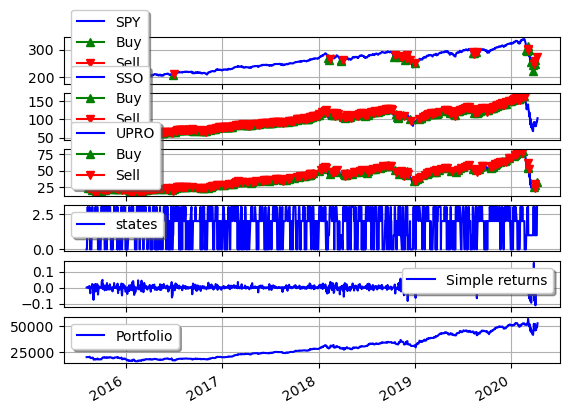 SPY
Buy
Sell
300
200
SSO
Buy
Sell
150
100
50
UPRO
Buy
Sell
75
50
25
2.5
0.0
states
0.1
0.0
−0.1
Simple returns
50000
25000
Portfolio
2016 2017 2018 2019 2020